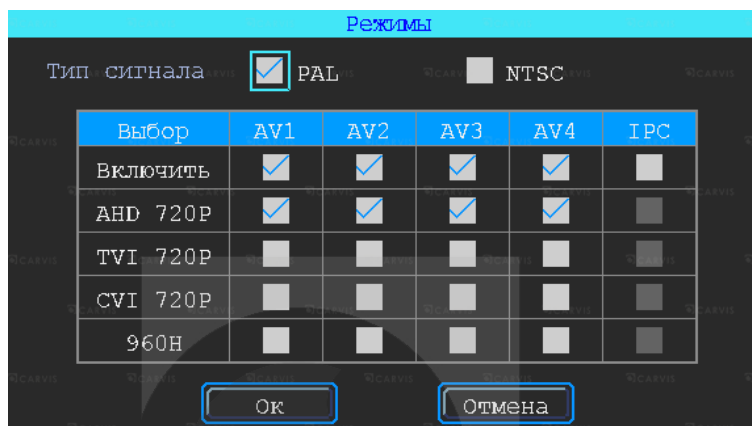 Режимы
Тип сигнала PAL NTSC
Выбор AV1 AV2 AV3 AV4 IPC
Включить
AHD 720P
TVI 720P
CVI 720P
960H
Ок Отмена
CARVIS